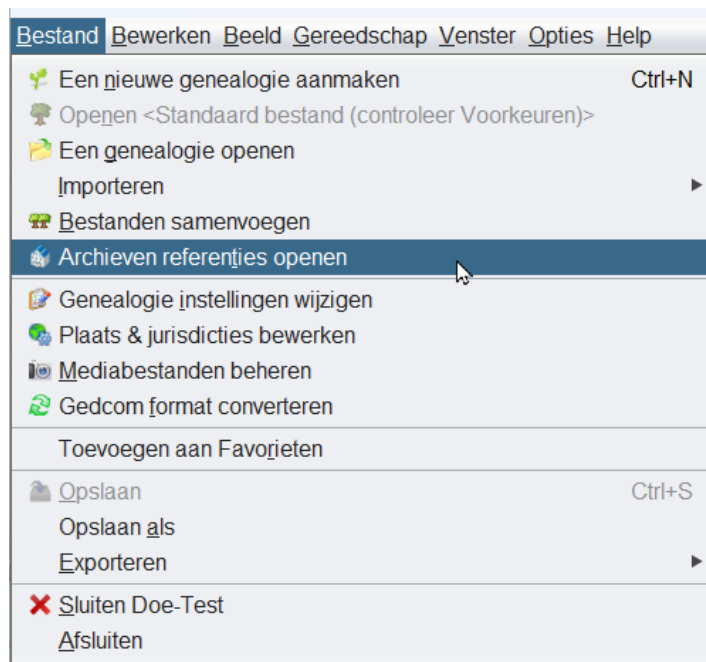 Bestand Bewerken Beeld Gereedschap Venster Opties Help
Een nieuwe genealogie aanmaken Ctrl+N
Openen <Standaard bestand (controleer Voorkeuren)>
Een genealogie openen
Importeren
Bestanden samenvoegen
Archieven referenties openen
Genealogie instellingen wijzigen
Plaats & jurisdicties bewerken
Mediabestanden beheren
Gedcom format converteren
Toevoegen aan Favorieten
Opslaan Ctrl+S
Opslaan als
Exporteren
Sluiten Doe-Test
Afsluiten